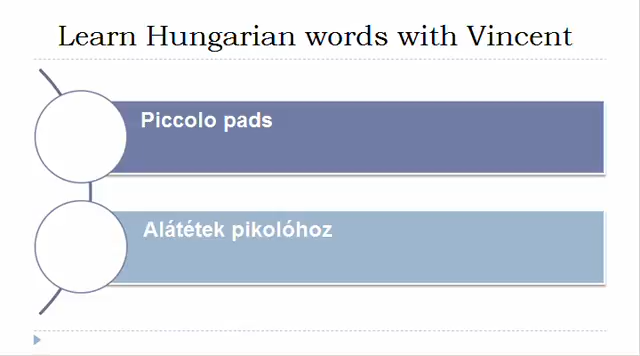 Learn Hungarian words with Vincent
Piccolo pads
Alátétek pikolóhoz